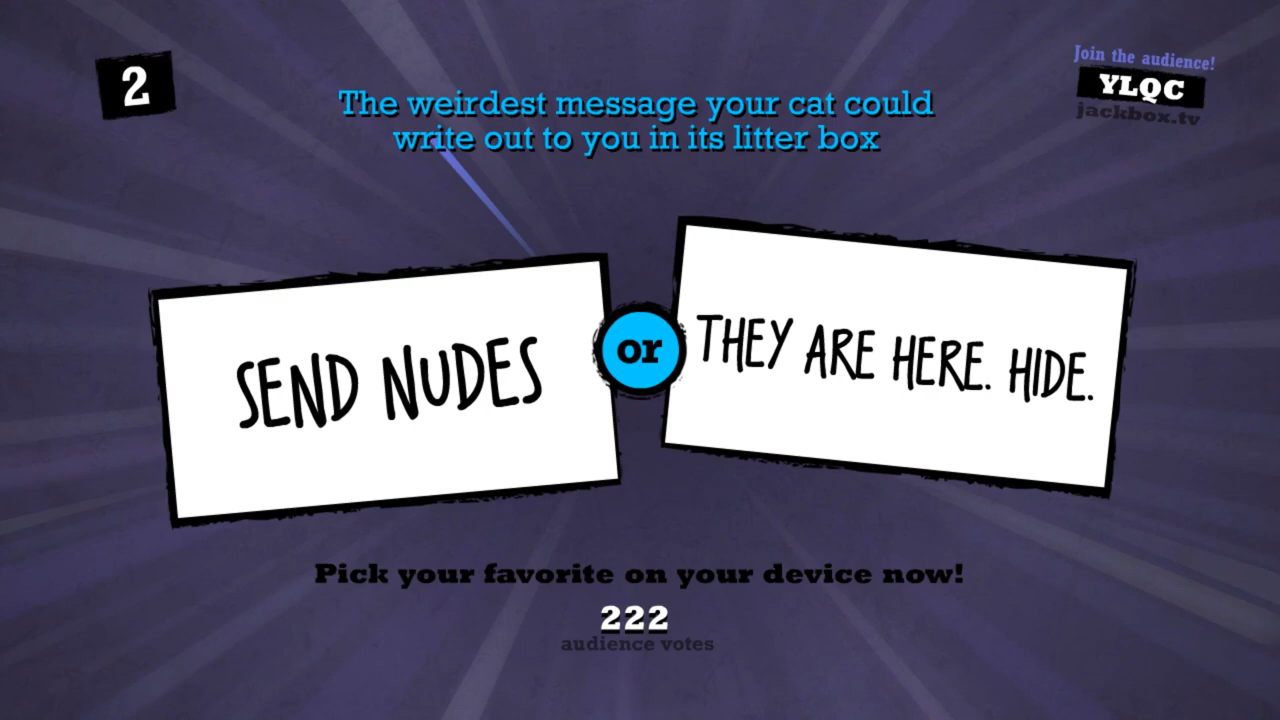 2
Join the audience!
YLQC
jackbox.tv
The weirdest message your cat could
write out to you in its litter box
SEND NUDES
or
THEY ARE HERE. HIDE.
Pick your favorite on your device now!
222
audience votes